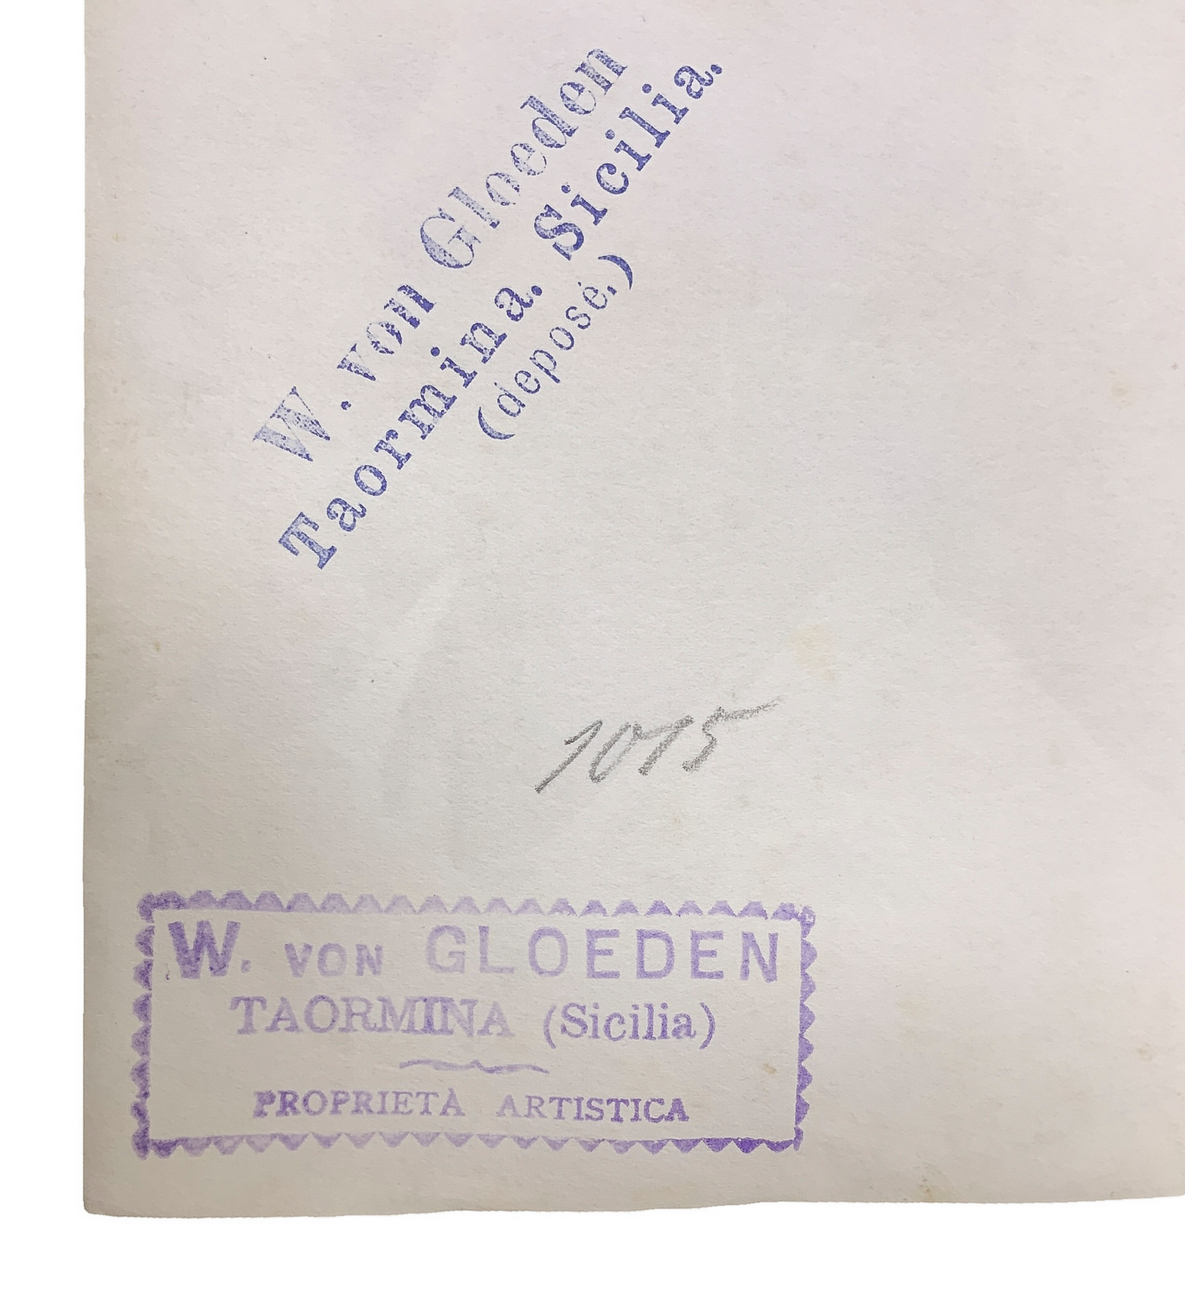 W. von Gloeden
Taormina. Sicilia.
(deposé.)
1015
W. VON GLOEDEN
TAORMINA (Sicilia)
PROPRIETÀ ARTISTICA